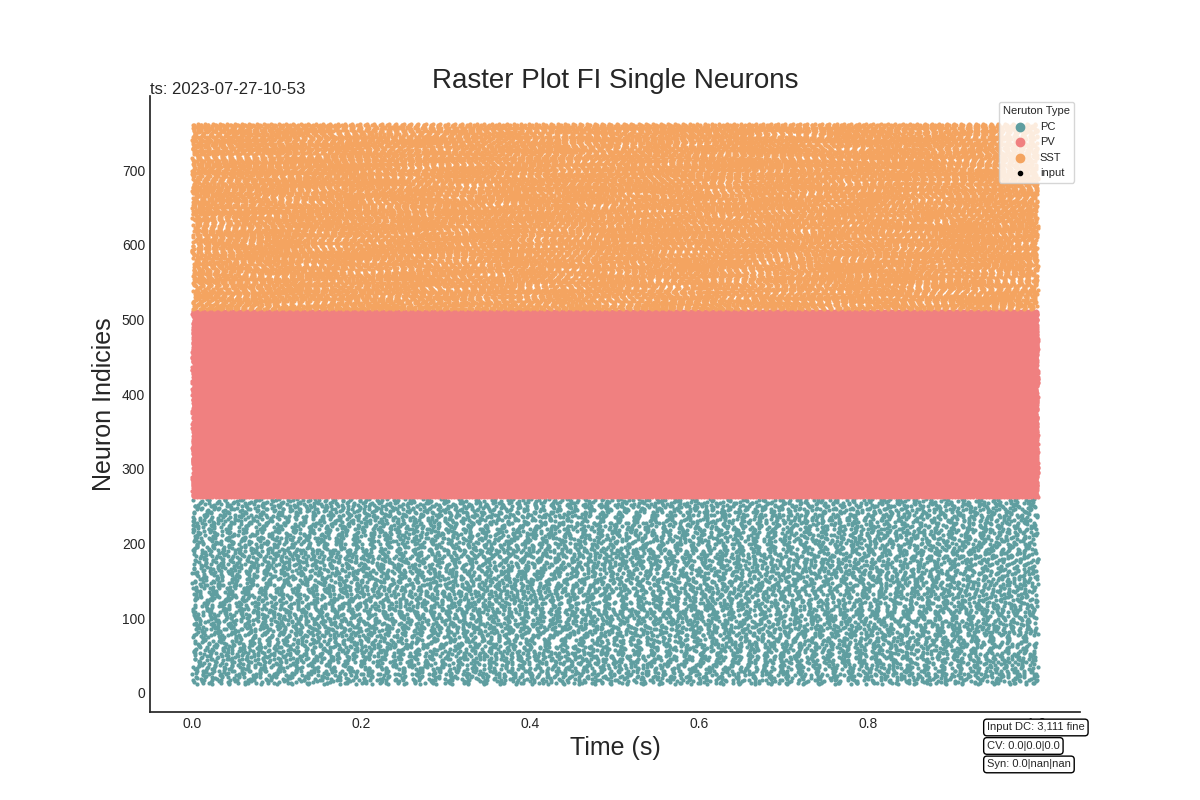 Raster Plot FI Single Neurons
ts: 2023-07-27-10-53
Neruton Type
PC
PV
SST
input
Neuron Indicies
700
600
500
400
300
200
100
0
0.0
0.2
0.4
0.6
0.8
Time (s)
Input DC: 3,111 fine
CV: 0.0|0.0|0.0
Syn: 0.0|nan|nan